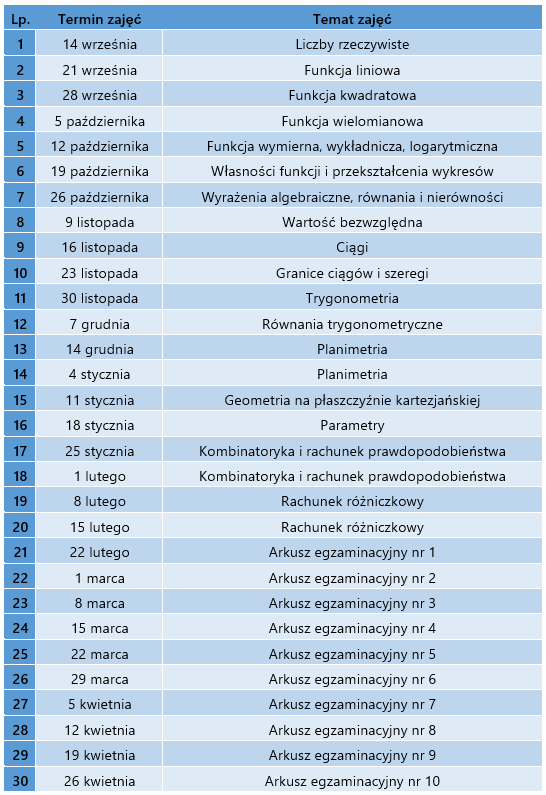 Lp. Termin zajęć Temat zajęć
1 14 września Liczby rzeczywiste
2 21 września Funkcja liniowa
3 28 września Funkcja kwadratowa
4 5 października Funkcja wielomianowa
5 12 października Funkcja wymierna, wykładnicza, logarytmiczna
6 19 października Własności funkcji i przekształcenia wykresów
7 26 października Wyrażenia algebraiczne, równania i nierówności
8 9 listopada Wartość bezwzględna
9 16 listopada Ciągi
10 23 listopada Granice ciągów i szeregi
11 30 listopada Trygonometria
12 7 grudnia Równania trygonometryczne
13 14 grudnia Planimetria
14 4 stycznia Planimetria
15 11 stycznia Geometria na płaszczyźnie kartezjańskiej
16 18 stycznia Parametry
17 25 stycznia Kombinatoryka i rachunek prawdopodobieństwa
18 1 lutego Kombinatoryka i rachunek prawdopodobieństwa
19 8 lutego Rachunek różniczkowy
20 15 lutego Rachunek różniczkowy
21 22 lutego Arkusz egzaminacyjny nr 1
22 1 marca Arkusz egzaminacyjny nr 2
23 8 marca Arkusz egzaminacyjny nr 3
24 15 marca Arkusz egzaminacyjny nr 4
25 22 marca Arkusz egzaminacyjny nr 5
26 29 marca Arkusz egzaminacyjny nr 6
27 5 kwietnia Arkusz egzaminacyjny nr 7
28 12 kwietnia Arkusz egzaminacyjny nr 8
29 19 kwietnia Arkusz egzaminacyjny nr 9
30 26 kwietnia Arkusz egzaminacyjny nr 10